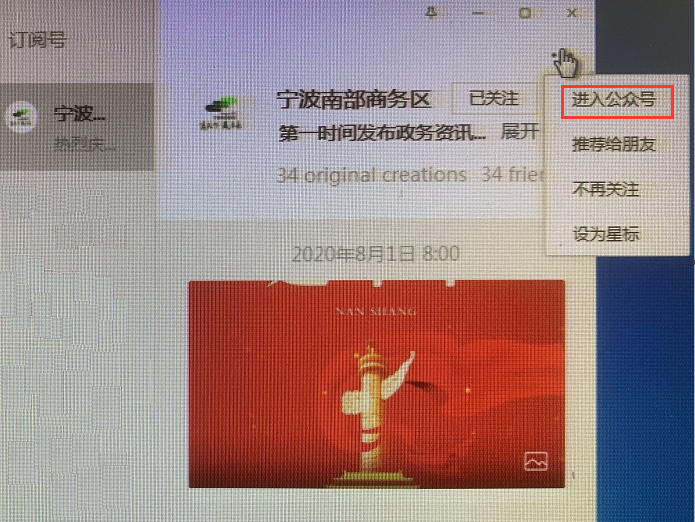 订阅号
宁波...
热烈庆...
宁波南部商务区
已关注
第一时间发布政务资讯... 展开
34 original creations 34 frie
进入公众号
推荐给朋友
不再关注
设为星标
2020年8月1日 8:00
NAN SHANG